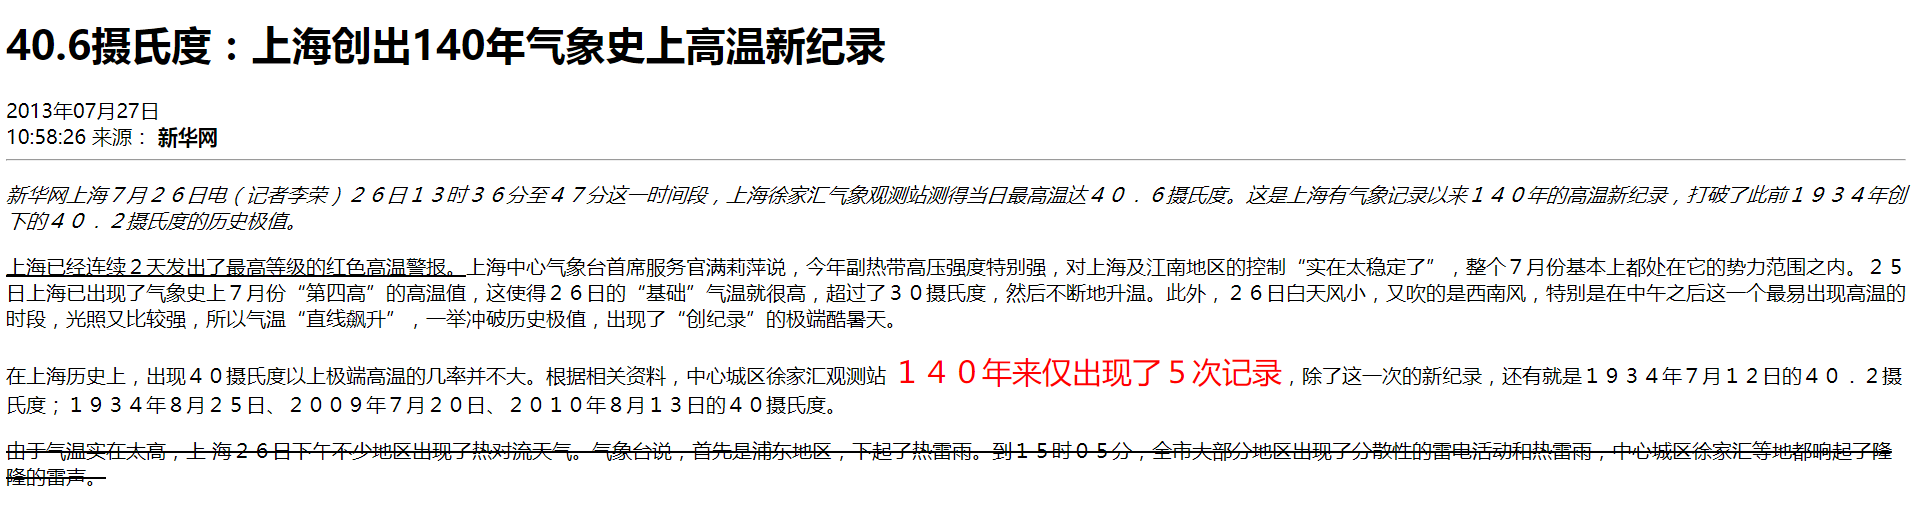 40.6摄氏度：上海创出140年气象史上高温新纪录
2013年07月27日
10:58:26 来源： 新华网
新华网上海７月２６日电（记者李荣）２６日１３时３６分至４７分这一时间段，上海徐家汇气象观测站测得当日最高温达４０．６摄氏度。这是上海有气象记录以来１４０年的高温新纪录，打破了此前１９３４年创
下的４０．２摄氏度的历史极值。
上海已经连续２天发出了最高等级的红色高温警报。上海中心气象台首席服务官满莉萍说，今年副热带高压强度特别强，对上海及江南地区的控制“实在太稳定了”，整个７月份基本上都处在它的势力范围之内。２５
日上海已出现了气象史上７月份“第四高”的高温值，这使得２６日的“基础”气温就很高，超过了３０摄氏度，然后不断地升温。此外，２６日白天风小，又吹的是西南风，特别是在中午之后这一个最易出现高温的
时段，光照又比较强，所以气温“直线飙升”，一举冲破历史极值，出现了“创纪录”的极端酷暑天。
在上海历史上，出现４０摄氏度以上极端高温的几率并不大。根据相关资料，中心城区徐家汇观测站 １４０年来仅出现了５次记录，除了这一次的新纪录，还有就是１９３４年７月１２日的４０．２摄
氏度；１９３４年８月２５日、２００９年７月２０日、２０１０年８月１３日的４０摄氏度。
由于气温实在太高，上 海２６日下午不少地区出现了热对流天气。气象台说，首先是浦东地区，下起了热雷雨。到１５时０５分，全市大部分地区出现了分散性的雷电活动和热雷雨，中心城区徐家汇等地都响起了隆
隆的雷声。